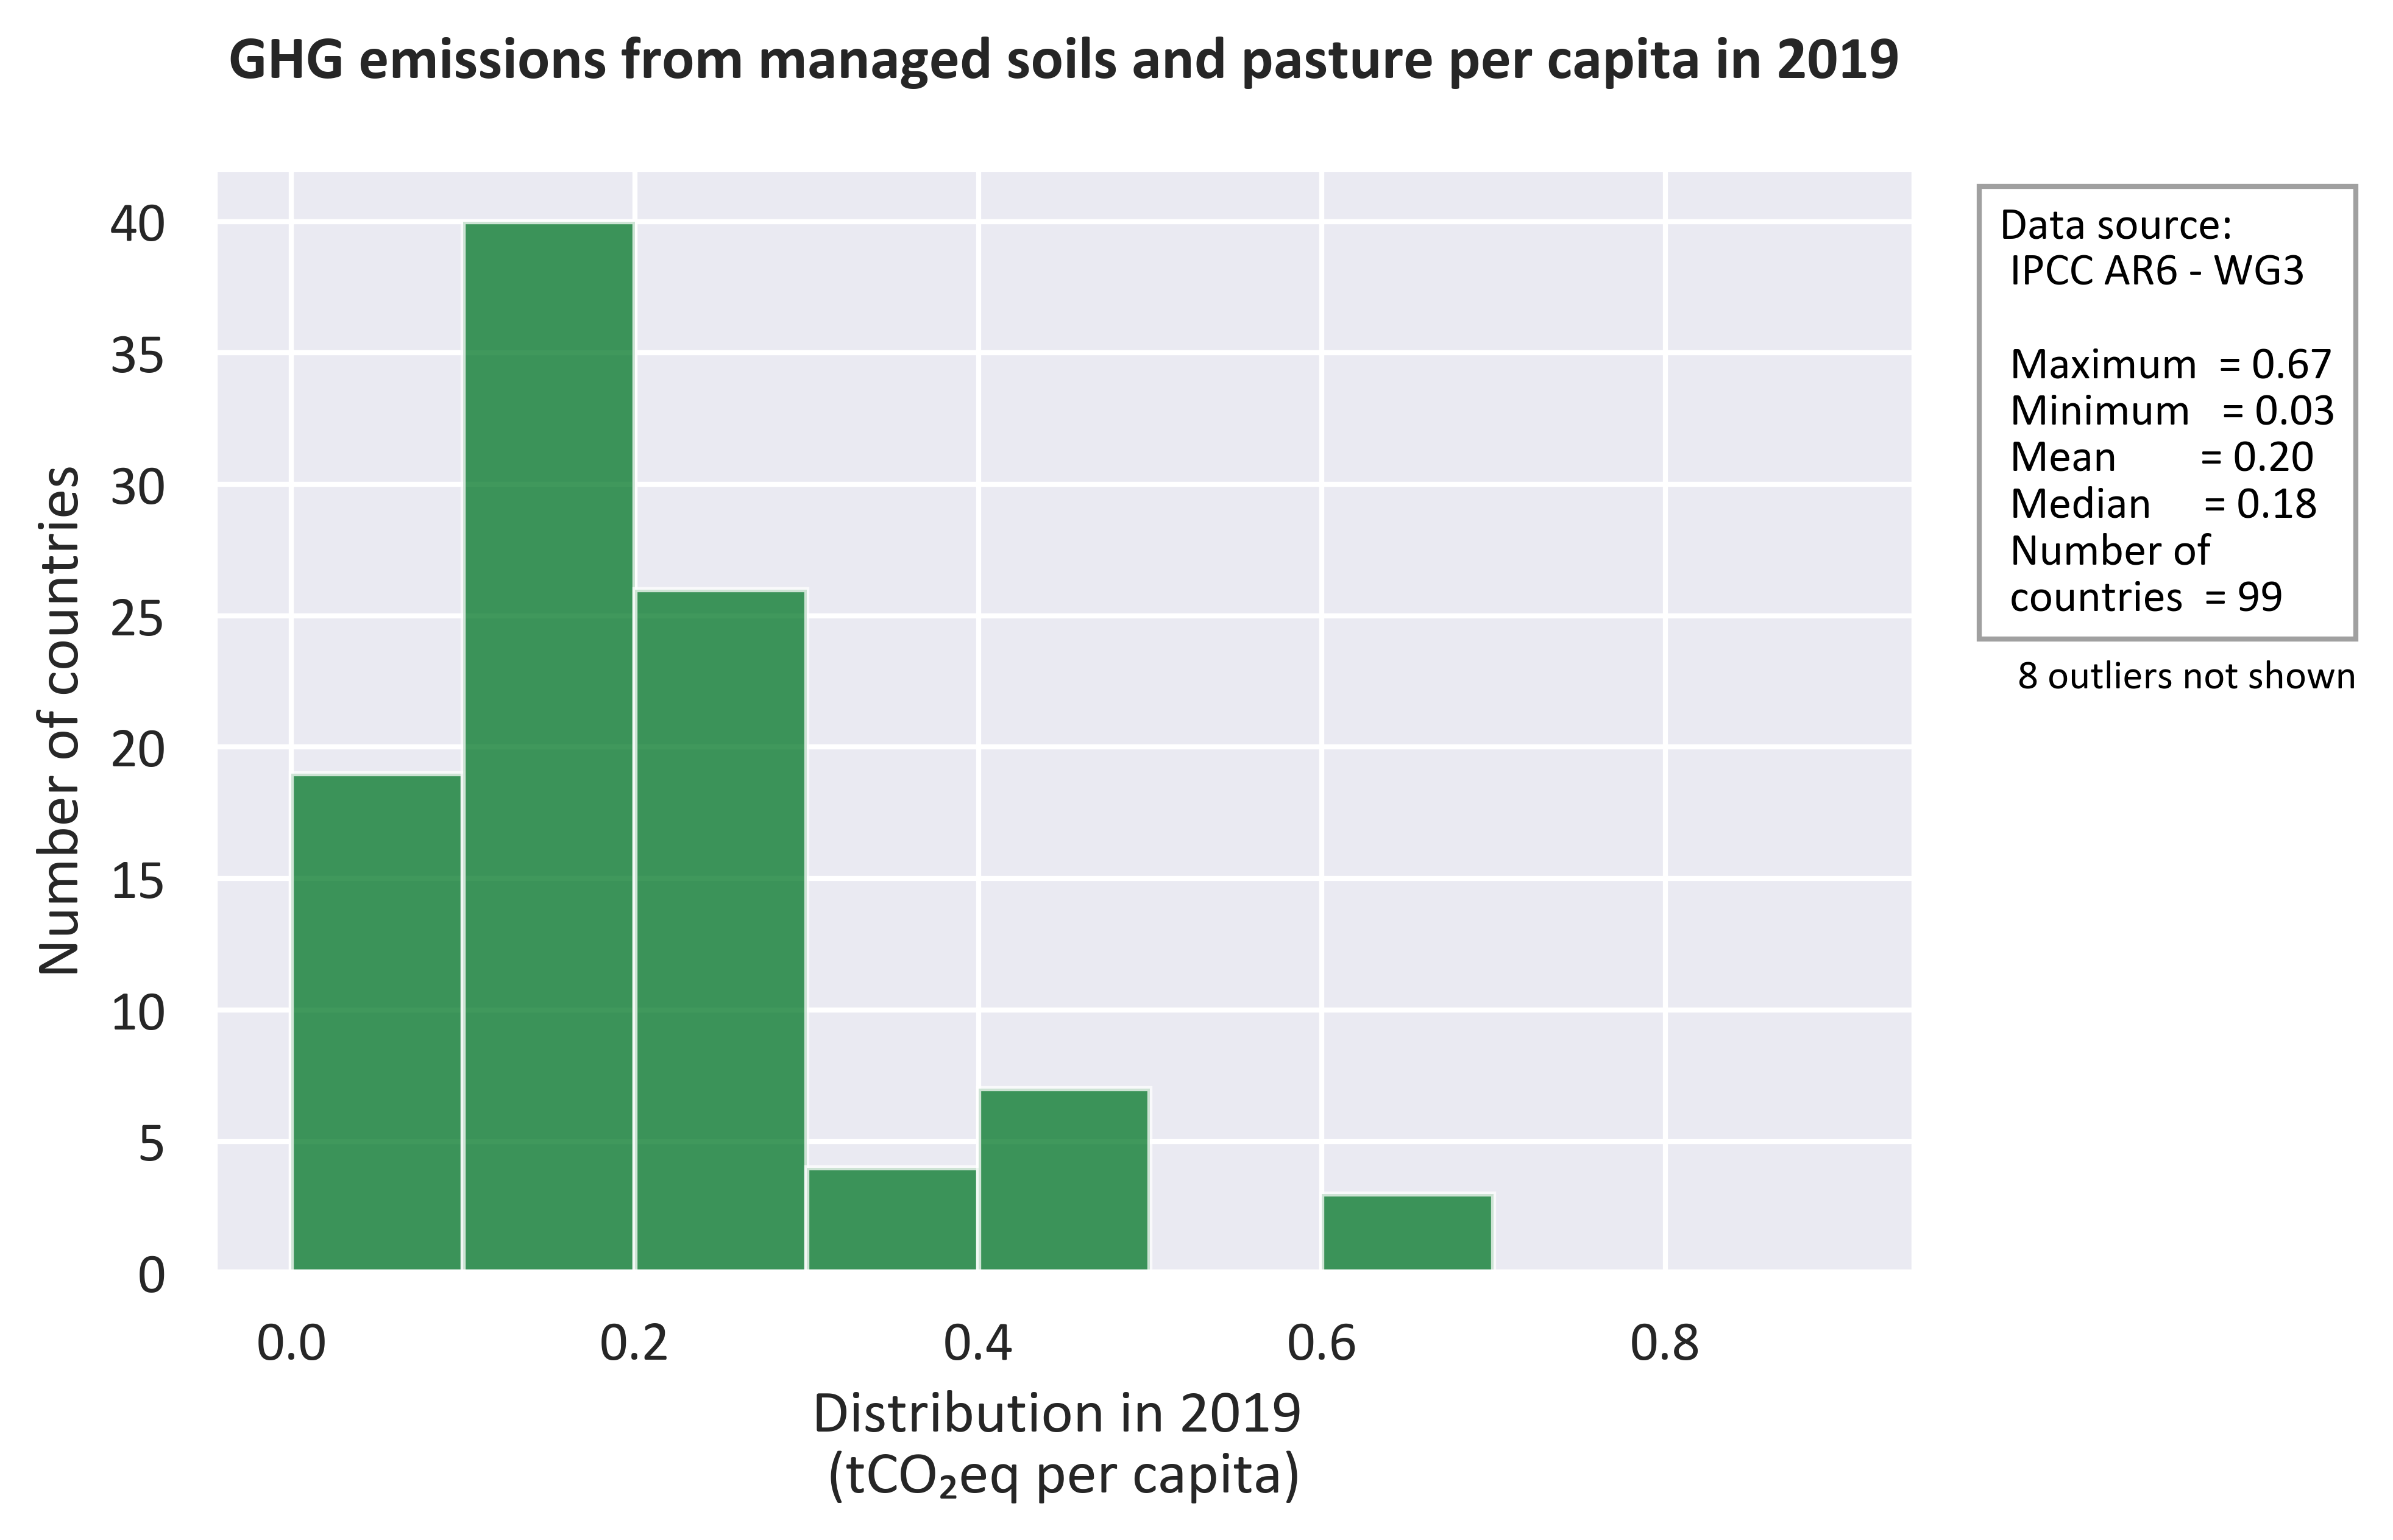 GHG emissions from managed soils and pasture per capita in 2019
Number of countries
40
35
30
25
20
15
10
5
0
0.0 0.2 0.4 0.6 0.8
Distribution in 2019
(tCO₂eq per capita)
Data source:
IPCC AR6 - WG3
Maximum = 0.67
Minimum = 0.03
Mean = 0.20
Median = 0.18
Number of
countries = 99
8 outliers not shown